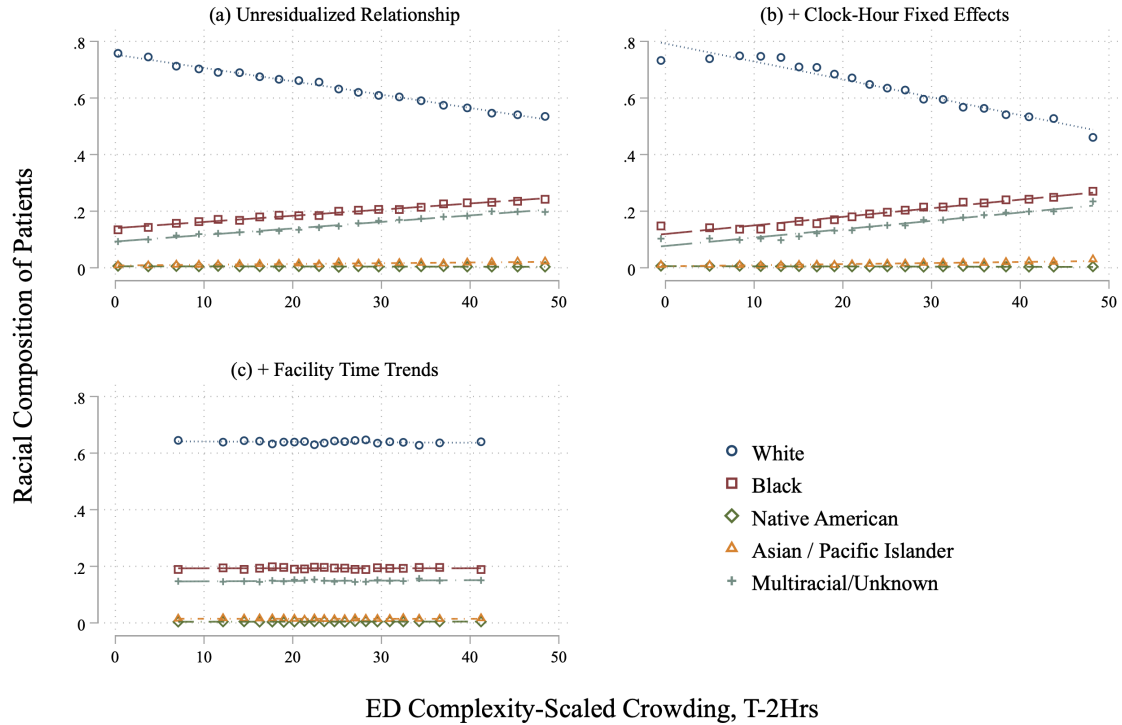 (a) Unresidualized Relationship
(b) + Clock-Hour Fixed Effects
Racial Composition of Patients
.8
.6
.4
.2
0
0 10 20 30 40 50
.8
.6
.4
.2
0
0 10 20 30 40 50
(c) + Facility Time Trends
.8
.6
.4
.2
0
0 10 20 30 40 50
White
Black
Native American
Asian / Pacific Islander
Multiracial/Unknown
ED Complexity-Scaled Crowding, T-2Hrs